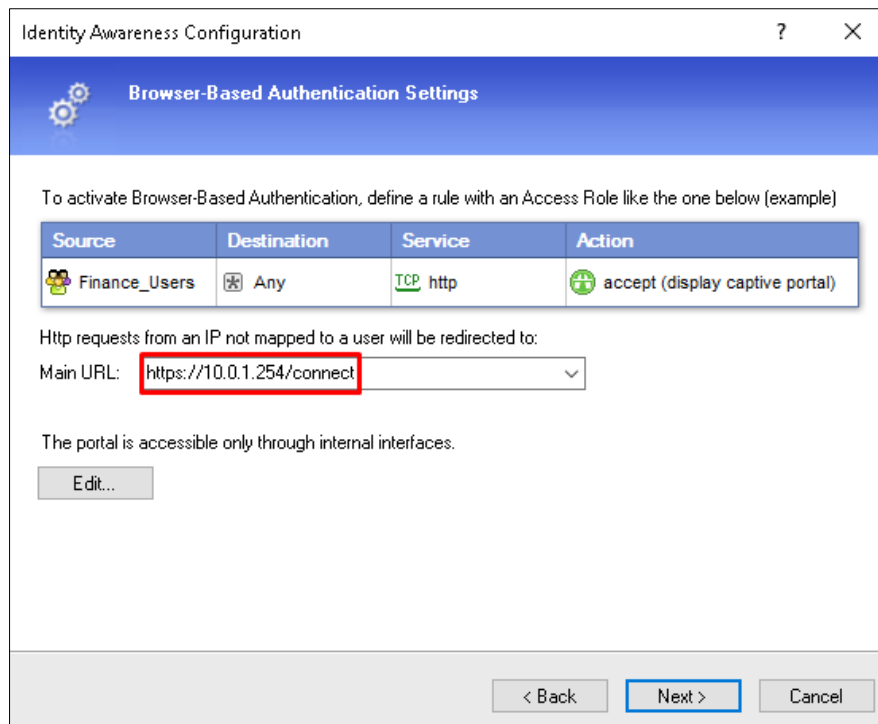 Identity Awareness Configuration ? X
Browser-Based Authentication Settings
To activate Browser-Based Authentication, define a rule with an Access Role like the one below (example)
Source Destination Service Action
Finance_Users Any TCP http accept (display captive portal)
Http requests from an IP not mapped to a user will be redirected to:
Main URL: https://10.0.1.254/connect
The portal is accessible only through internal interfaces.
Edit...
< Back Next > Cancel